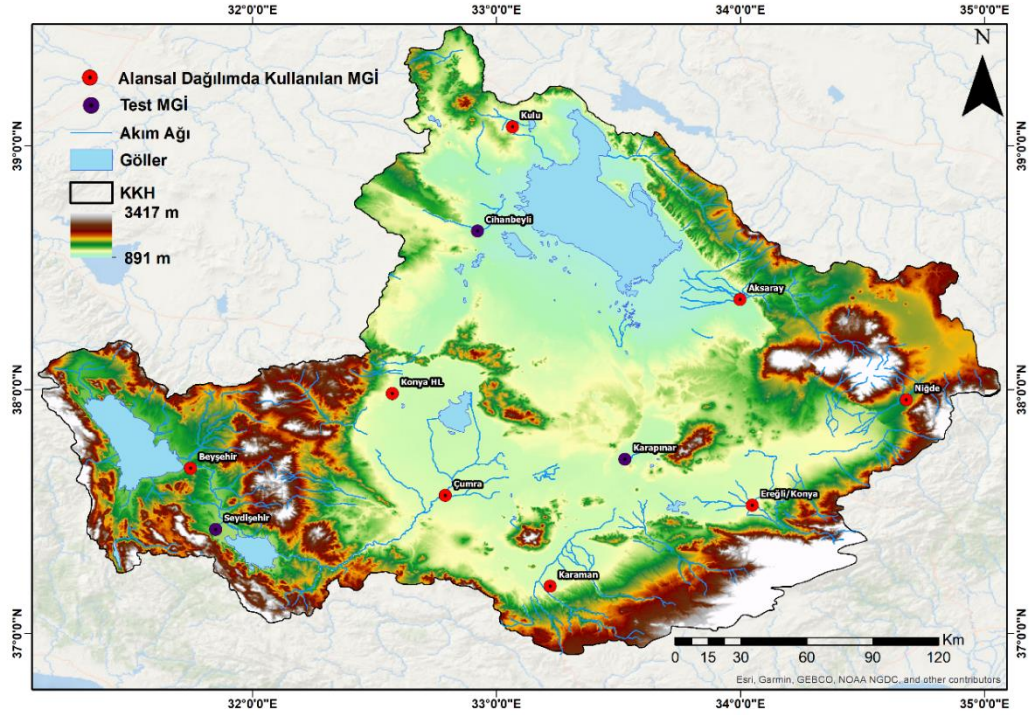 32°0'0"E 33°0'0"E 34°0'0"E 35°0'0"E
N
Alansal Dağılımda Kullanılan MGİ
Test MGİ
Akım Ağı
Göller
KKH
3417 m
891 m
39°0'0"N
39°0'0"N
38°0'0"N
38°0'0"N
37°0'0"N
37°0'0"N
Kulu
Cihanbeyli
Aksaray
Konya HL
Niğde
Karapınar
Beyşehir
Çumra
Ereğli/Konya
Seydişehir
Karaman
Km
0 15 30 60 90 120
Esri, Garmin, GEBCO, NOAA NGDC, and other contributors
32°0'0"E 33°0'0"E 34°0'0"E 35°0'0"E